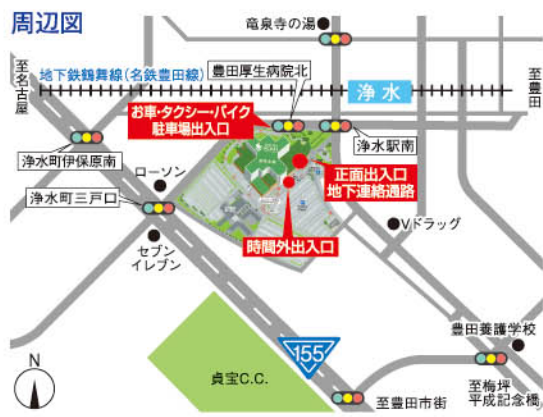 周辺図
竜泉寺の湯
至名古屋
地下鉄鶴舞線(名鉄豊田線)
豊田厚生病院北
浄水
至豊田
お車・タクシー・バイク
駐車場出入口
浄水町伊保原南
浄水駅南
ローソン
正面出入口
地下連絡通路
浄水町三戸口
Vドラッグ
時間外出入口
セブン
イレブン
豊田養護学校
155
N
貞宝C.C.
至豊田市街
至梅坪
平成記念橋